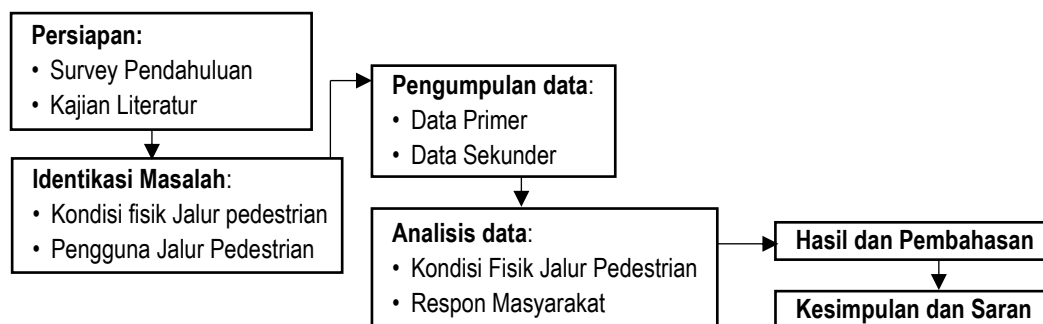 Persiapan:
• Survey Pendahuluan
• Kajian Literatur
Identikasi Masalah:
• Kondisi fisik Jalur pedestrian
• Pengguna Jalur Pedestrian
Pengumpulan data:
• Data Primer
• Data Sekunder
Analisis data:
• Kondisi Fisik Jalur Pedestrian
• Respon Masyarakat
Hasil dan Pembahasan
Kesimpulan dan Saran